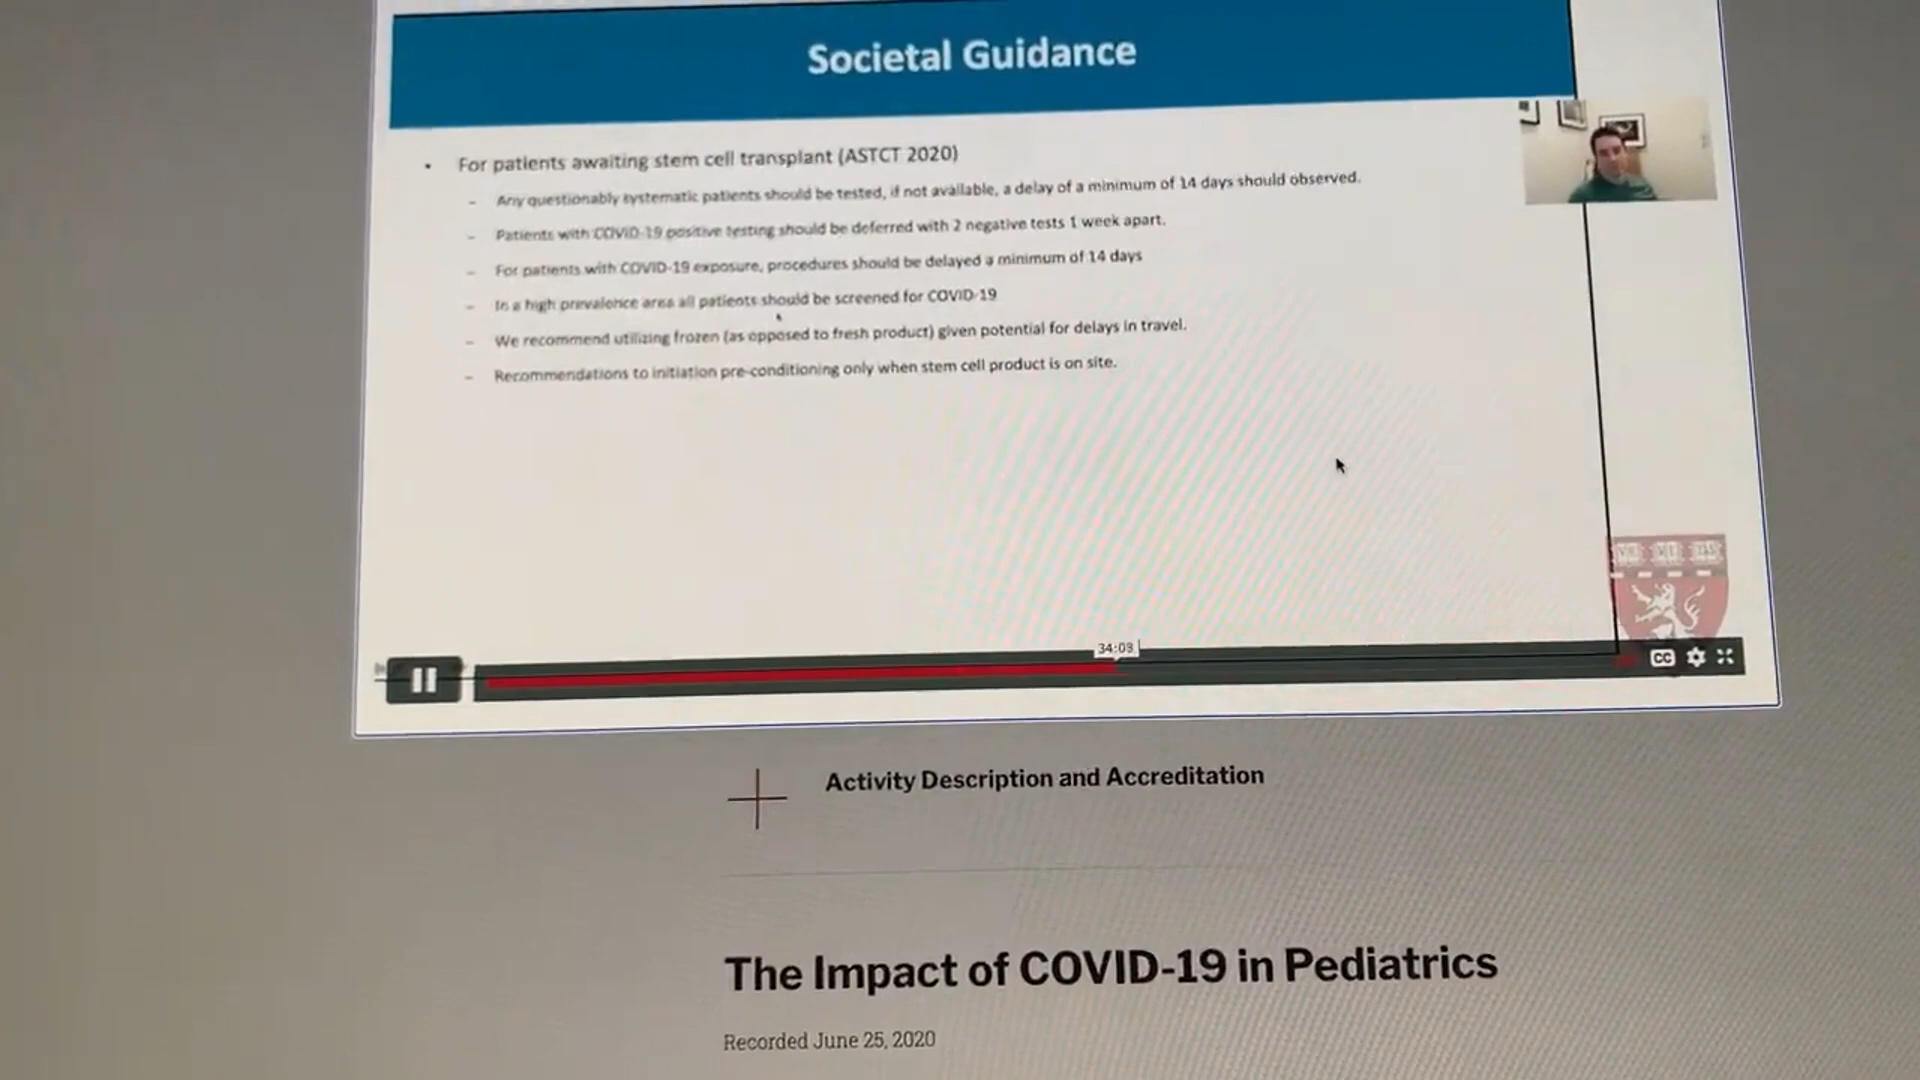 Societal Guidance
• For patients awaiting stem cell transplant (ASTCT 2020)
– Any questionably systematic patients should be tested, if not available, a delay of a minimum of 14 days should observed.
– Patients with COVID-19 positive testing should be deferred with 2 negative tests 1 week apart.
– For patients with COVID-19 exposure, procedures should be delayed a minimum of 14 days
– In a high prevalence area all patients should be screened for COVID-19
– We recommend utilizing frozen (as opposed to fresh product) given potential for delays in travel.
– Recommendations to initiation pre-conditioning only when stem cell product is on site.
34:03
CC
Activity Description and Accreditation
The Impact of COVID-19 in Pediatrics
Recorded June 25, 2020